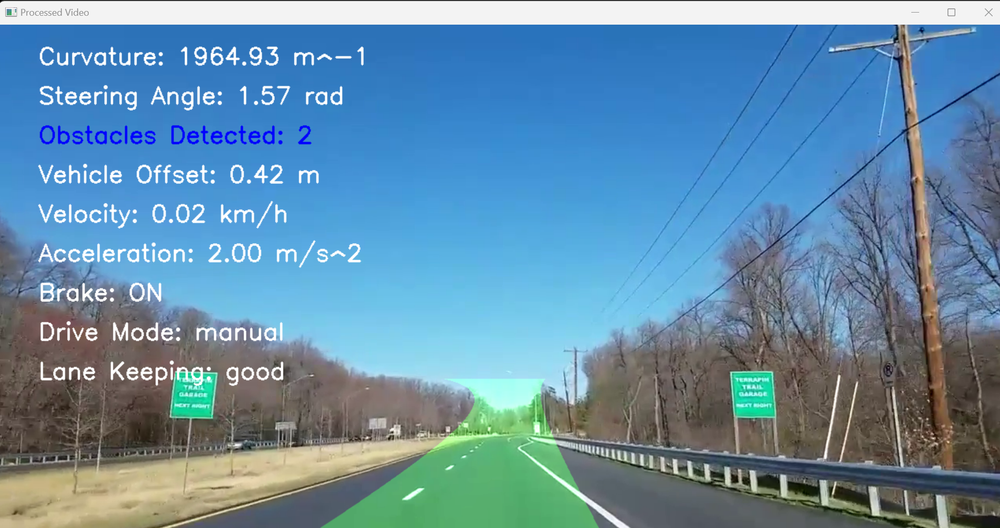 Processed Video
Curvature: 1964.93 m^-1
Steering Angle: 1.57 rad
Obstacles Detected: 2
Vehicle Offset: 0.42 m
Velocity: 0.02 km/h
Acceleration: 2.00 m/s^2
Brake: ON
Drive Mode: manual
Lane Keeping: good
TERRAPIN
TRAIL
GARAGE
NEXT RIGHT
TERRAPIN
TRAIL
GARAGE
NEXT RIGHT